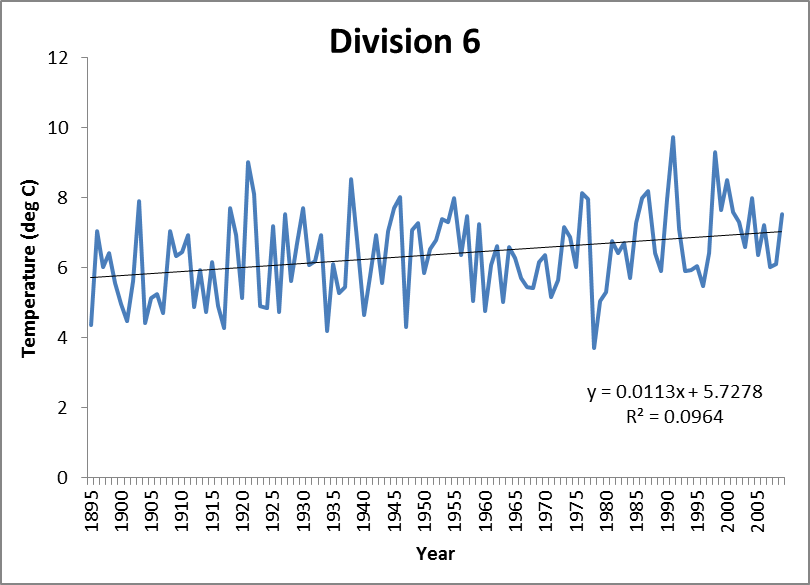 Division 6
12
10
8
6
4
2
0
Temperature (deg C)
y = 0.0113x + 5.7278
R² = 0.0964
1895 1900 1905 1910 1915 1920 1925 1930 1935 1940 1945 1950 1955 1960 1965 1970 1975 1980 1985 1990 1995 2000 2005
Year